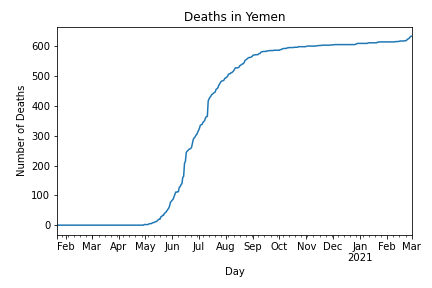 Deaths in Yemen
Number of Deaths
600
500
400
300
200
100
0
Feb Mar Apr May Jun Jul Aug Sep Oct Nov Dec Jan Feb Mar
2021
Day